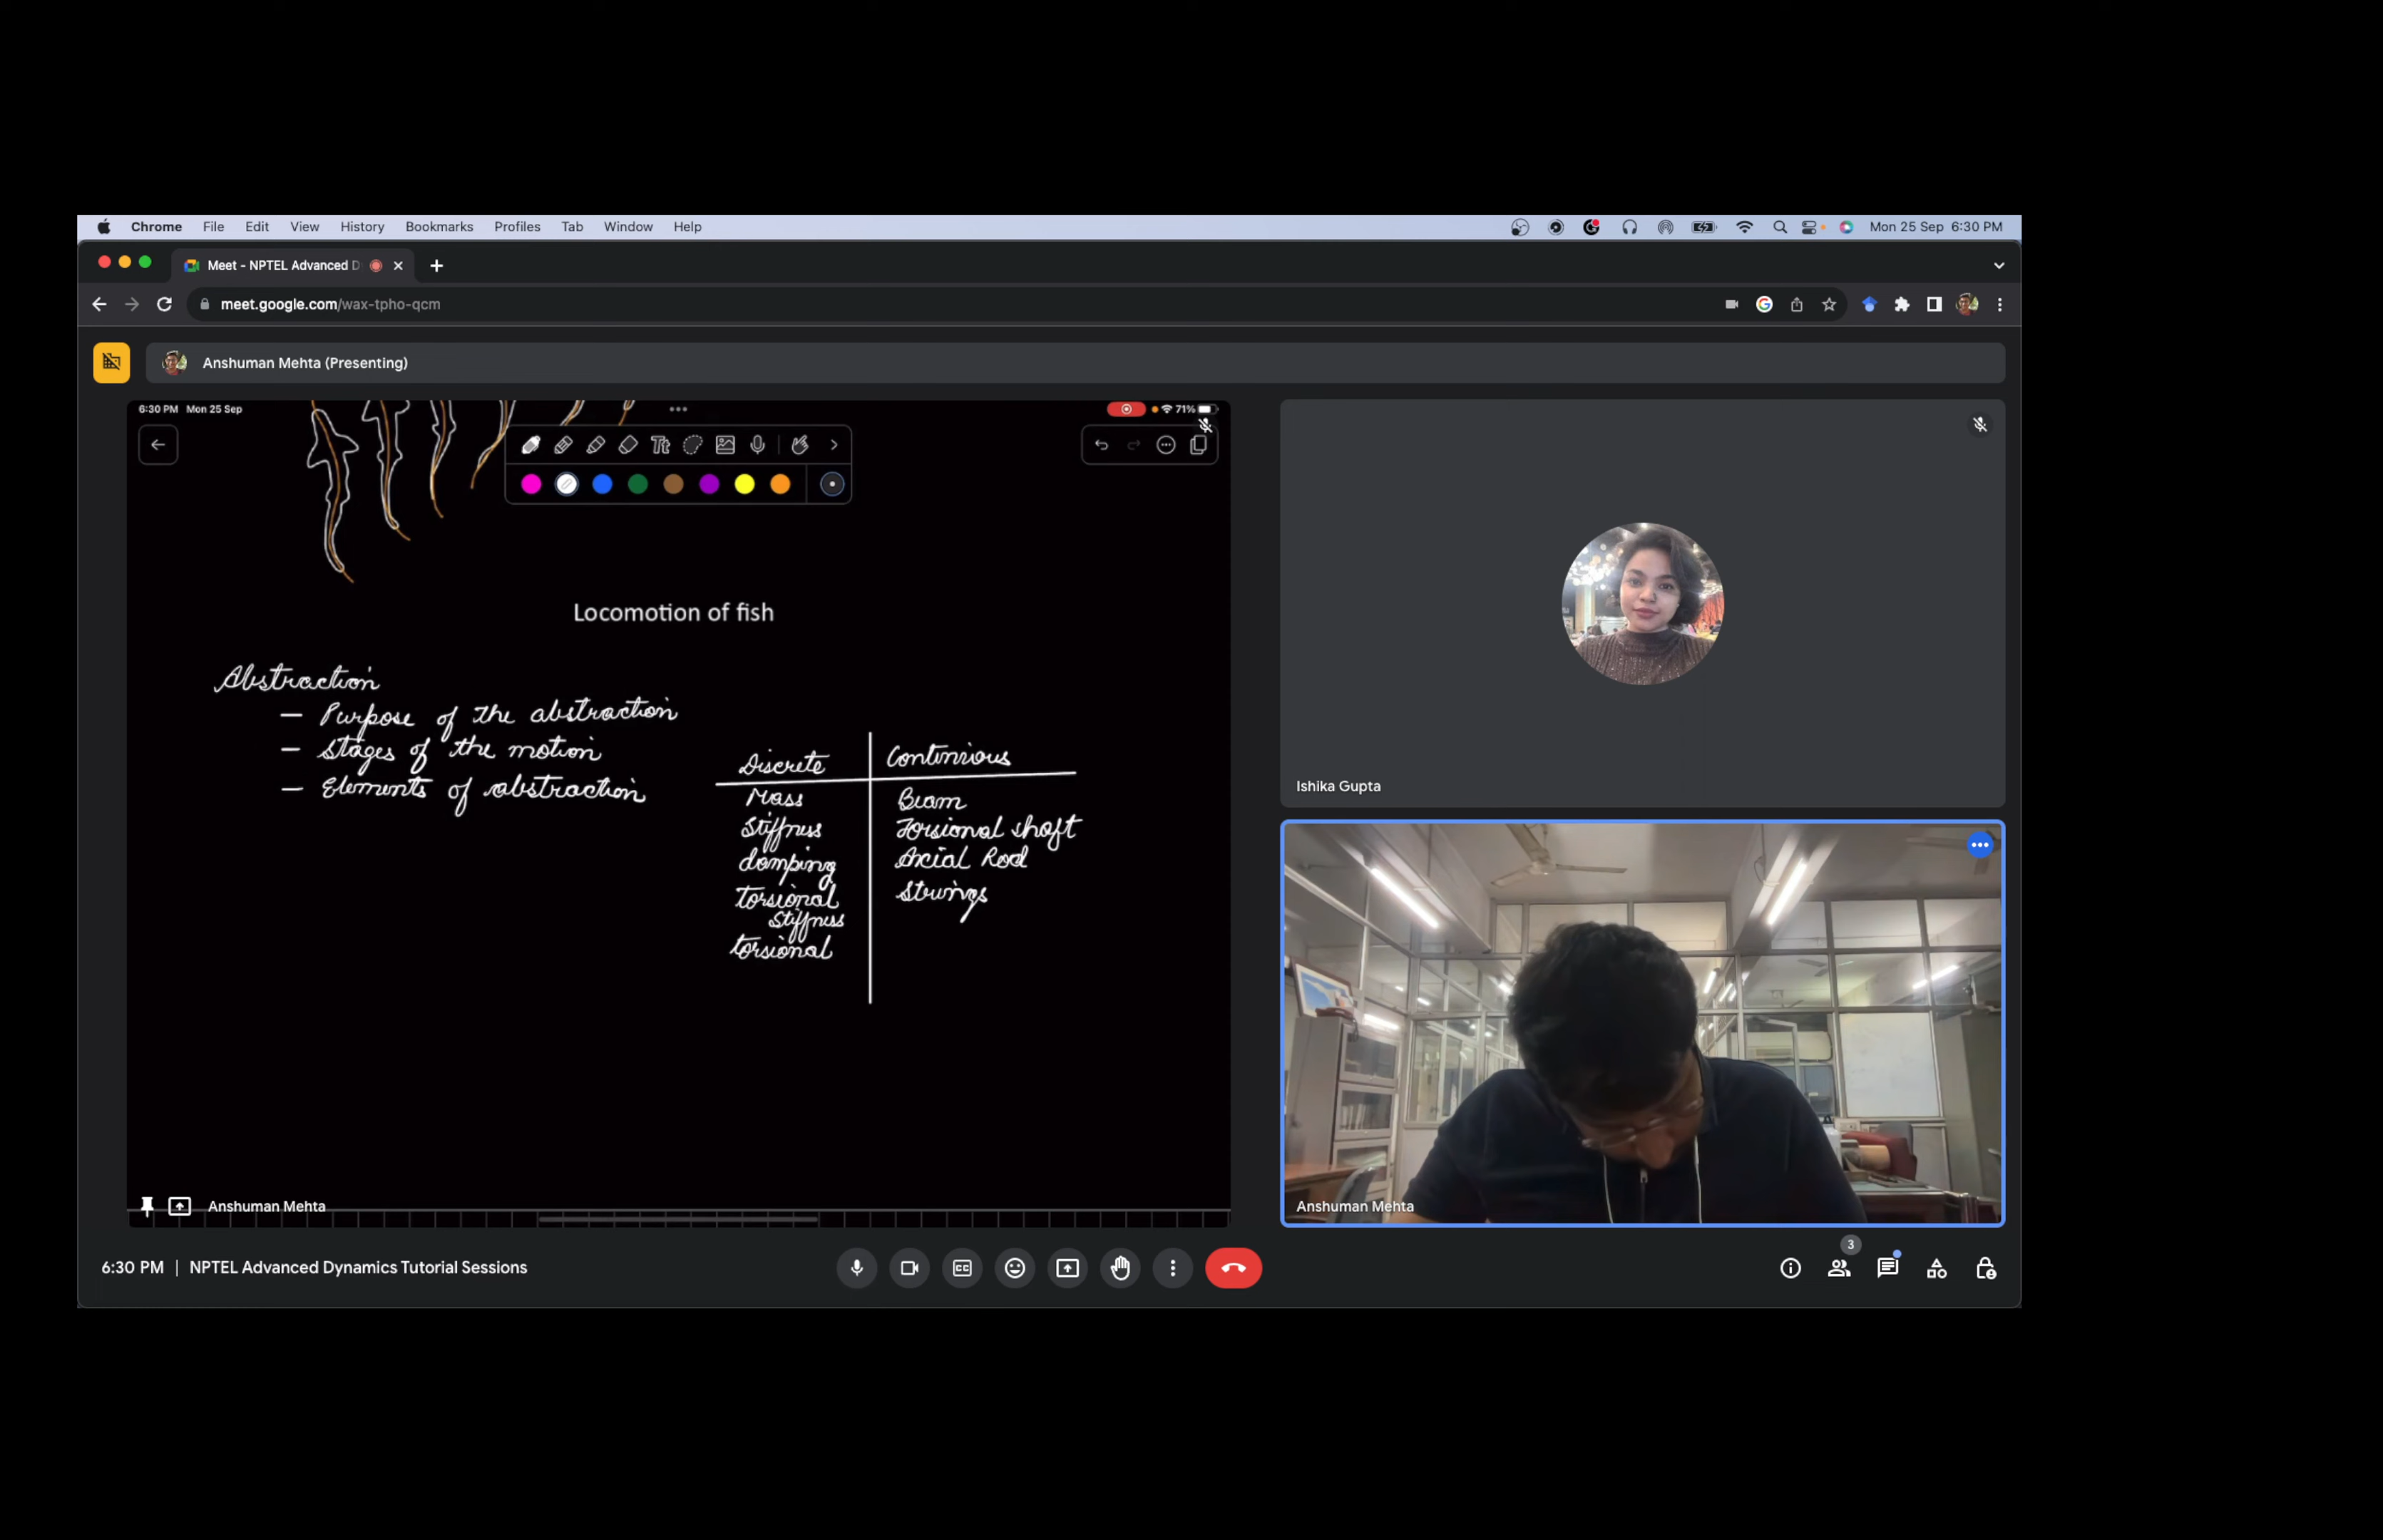 Chrome File Edit View History Bookmarks Profiles Tab Window Help Mon 25 Sep 6:30 PM
Meet - NPTEL Advanced D
meet.google.com/wax-tpho-qcm
Anshuman Mehta (Presenting)
6:30 PM Mon 25 Sep 71%
Tt
Locomotion of fish
Abstraction
— Purpose of the abstraction
— Stages of the motion
— Elements of abstraction
Discrete Continious
Mass Beam
Stiffness Torsional shaft
damping Axial Rod
torsional Strings
Stiffness
torsional
Anshuman Mehta
Ishika Gupta
Anshuman Mehta
6:30 PM | NPTEL Advanced Dynamics Tutorial Sessions
CC
3